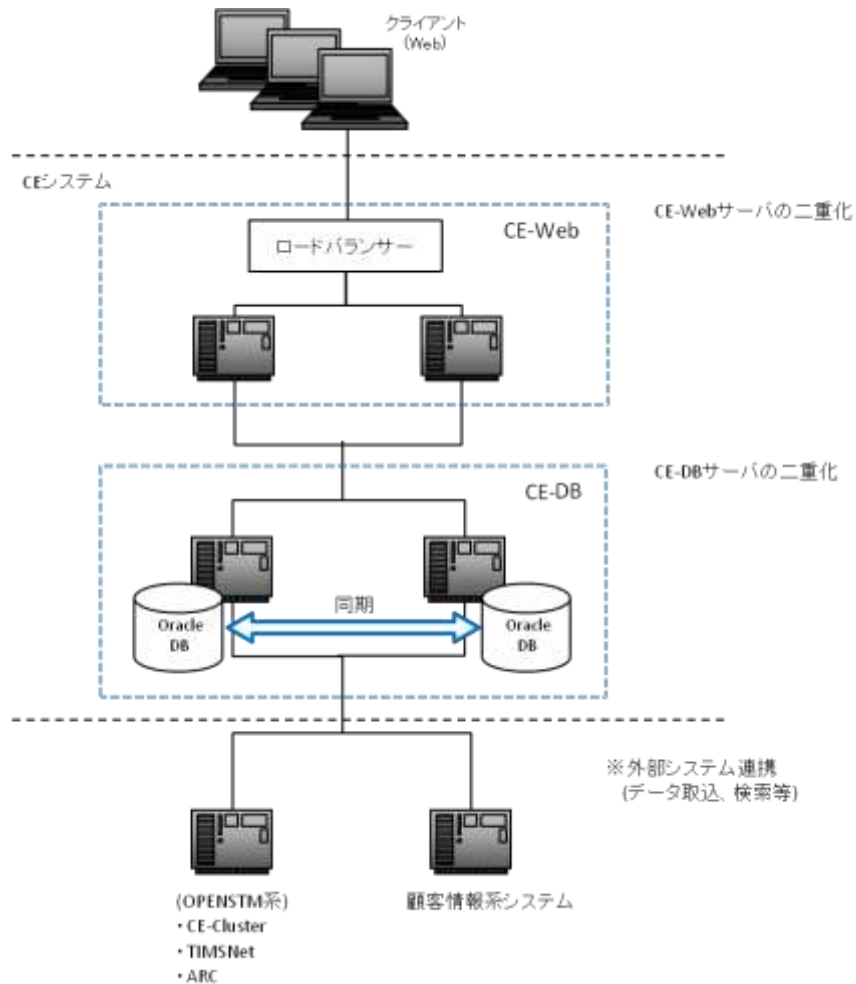 クライアント
(Web)
CEシステム
CE-Webサーバの二重化
CE-Web
ロードバランサー
CE-DBサーバの二重化
CE-DB
同期
Oracle
DB
Oracle
DB
※外部システム連携
(データ取込、検索等)
(OPENSTM系)
・CE-Cluster
・TIMSNet
・ARC
顧客情報系システム